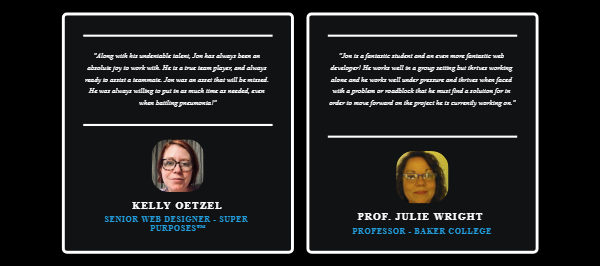 "Along with his undeniable talent, Jon has always been an
absolute joy to work with. He is a true team player, and always
ready to assist a teammate. Jon was an asset that will be missed.
He was always willing to put in as much time as needed, even
when battling pneumonia!"
KELLY OETZEL
SENIOR WEB DESIGNER - SUPER
PURPOSES™
"Jon is a fantastic student and an even more fantastic web
developer! He works well in a group setting but thrives working
alone and he works well under pressure and thrives when faced
with a problem or roadblock that he must find a solution for in
order to move forward on the project he is currently working on."
PROF. JULIE WRIGHT
PROFESSOR - BAKER COLLEGE